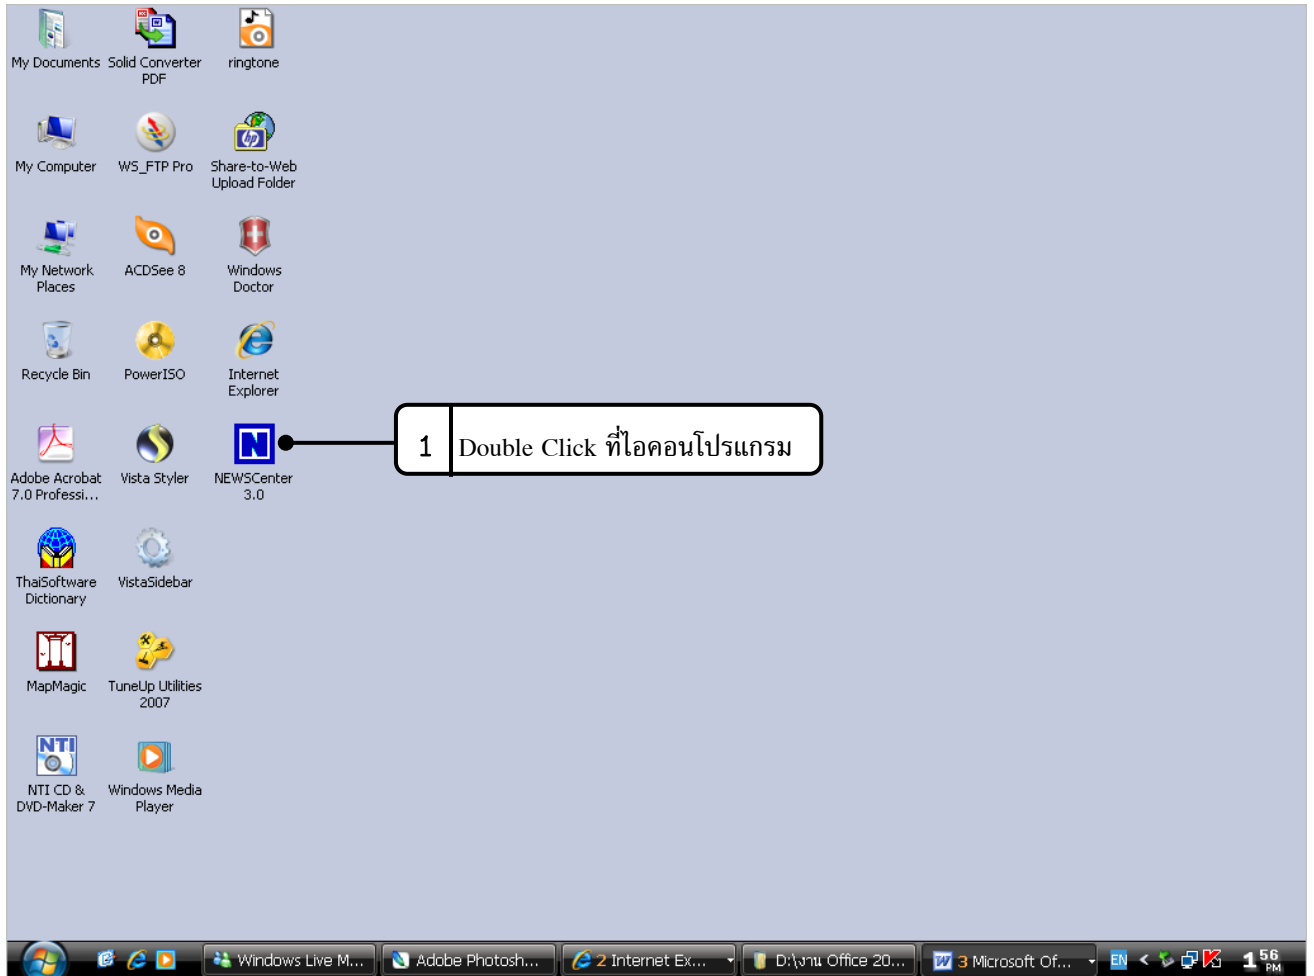 My Documents
Solid Converter
PDF
ringtone
My Computer
WS_FTP Pro
Share-to-Web
Upload Folder
My Network
Places
ACDSee 8
Windows
Doctor
Recycle Bin
PowerISO
Internet
Explorer
Adobe Acrobat
7.0 Professi...
Vista Styler
N
NEWSCenter
3.0
1 Double Click ที่ไอคอนโปรแกรม
ThaiSoftware
Dictionary
VistaSidebar
MapMagic
TuneUp Utilities
2007
NTI
NTI CD &
DVD-Maker 7
Windows Media
Player
Windows Live M...
Adobe Photosh...
2 Internet Ex...
D:\งาน Office 20...
3 Microsoft Of...
EN
1 56 PM